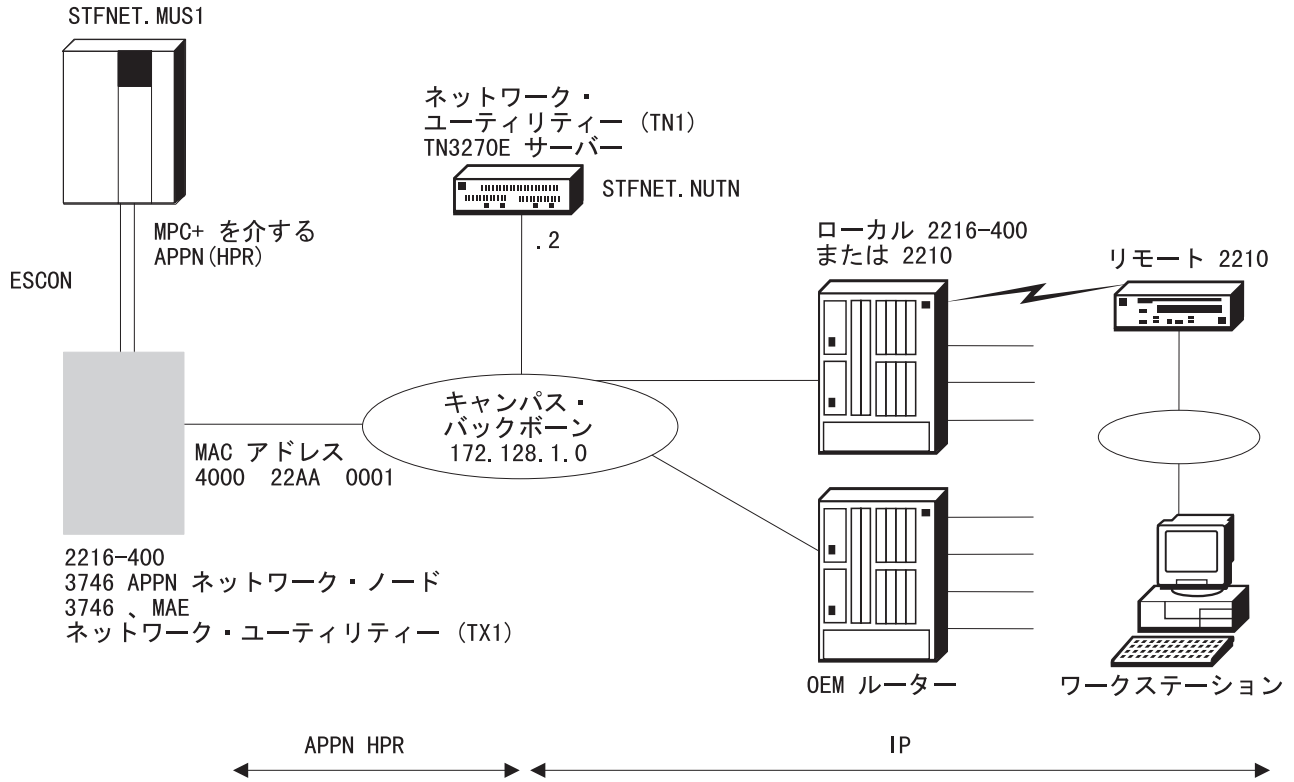 STFNET.MUS1
ネットワーク・
ユーティリティー (TN1)
TN3270E サーバー
STFNET.NUTN
.2
MPC+ を介する
APPN(HPR)
ESCON
ローカル 2216-400
または 2210
リモート 2210
キャンパス・
バックボーン
172.128.1.0
MAC アドレス
4000 22AA 0001
2216-400
3746 APPN ネットワーク・ノード
3746 、MAE
ネットワーク・ユーティリティー (TX1)
OEM ルーター
ワークステーション
APPN HPR
IP